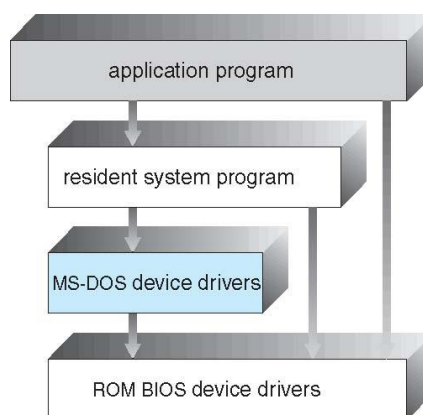 application program
resident system program
MS-DOS device drivers
ROM BIOS device drivers